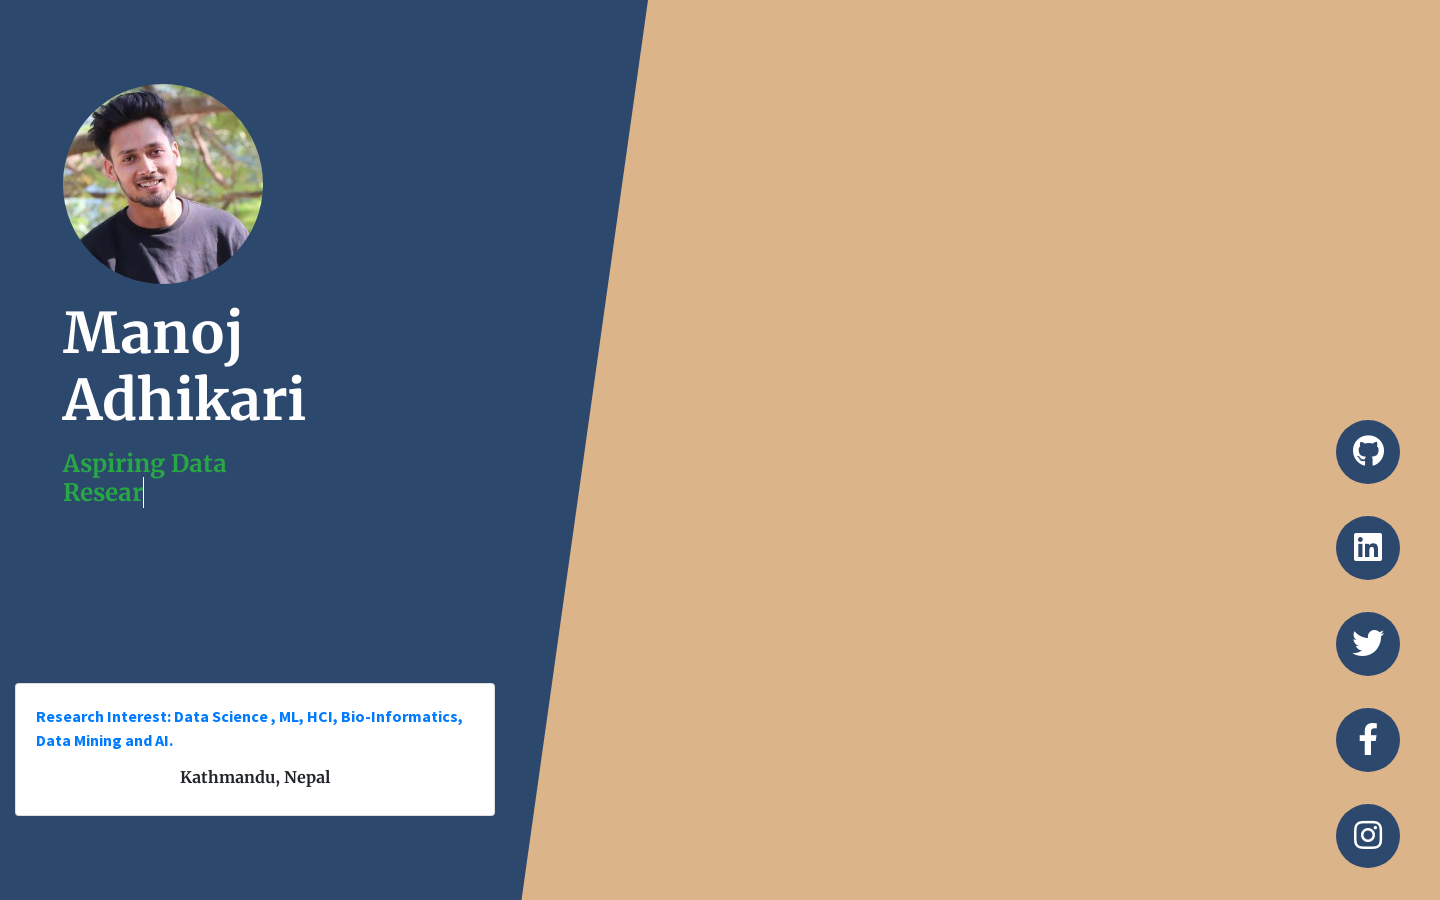 Manoj
Adhikari
Aspiring Data
Resear
Research Interest: Data Science , ML, HCI, Bio-Informatics,
Data Mining and AI.
Kathmandu, Nepal